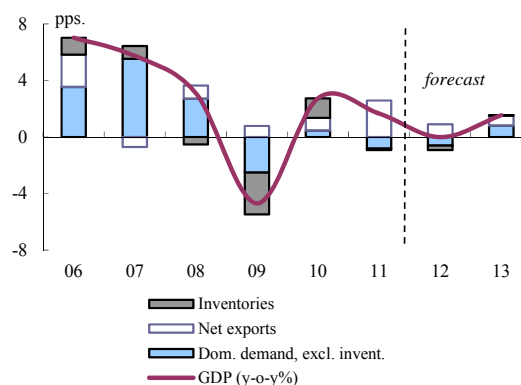 pps.
8
4
0
-4
-8
forecast
06 07 08 09 10 11 12 13
Inventories
Net exports
Dom. demand, excl. invent.
GDP (y-o-y%)